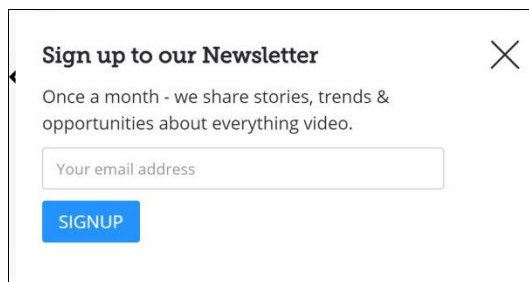 Sign up to our Newsletter
Once a month - we share stories, trends &
opportunities about everything video.
Your email address
SIGNUP